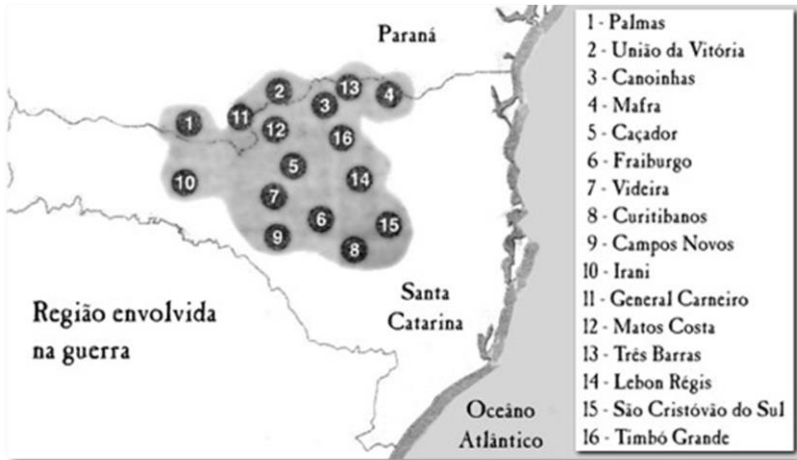 Paraná
1
2
3
4
5
6
7
8
9
10
11
12
13
14
15
16
Santa
Catarina
Região envolvida
na guerra
Oceâno
Atlântico
1 - Palmas
2 - União da Vitória
3 - Canoinhas
4 - Mafra
5 - Caçador
6 - Fraiburgo
7 - Videira
8 - Curitibanos
9 - Campos Novos
10 - Irani
11 - General Carneiro
12 - Matos Costa
13 - Três Barras
14 - Lebon Régis
15 - São Cristóvão do Sul
16 - Timbó Grande